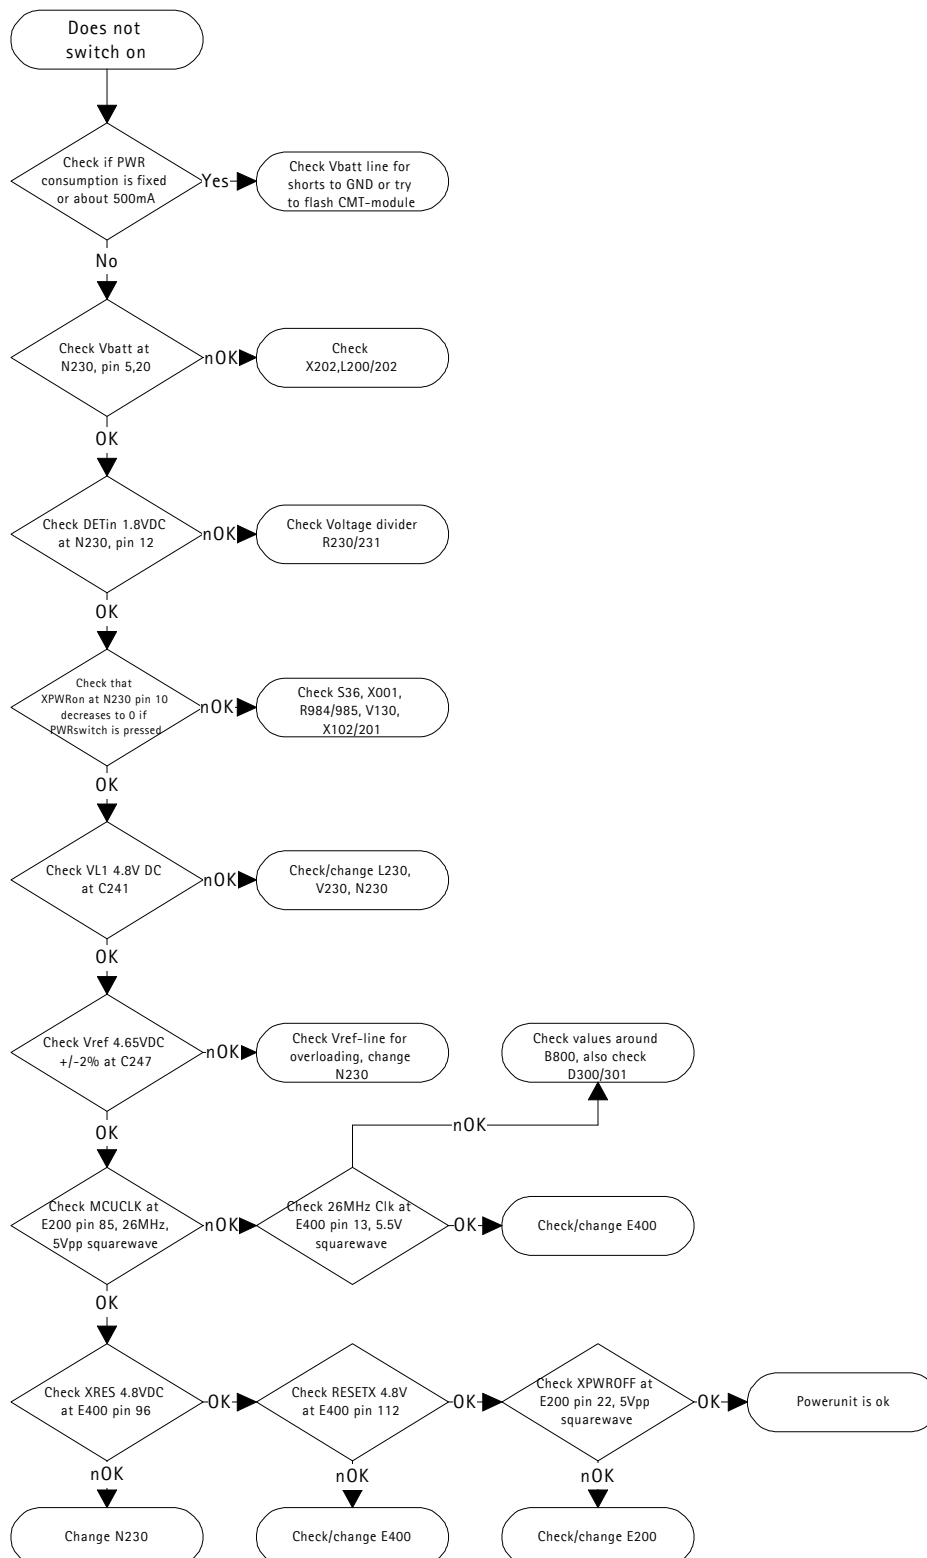 Does not
switch on
Check if PWR
consumption is fixed
or about 500mA
Yes
Check Vbatt line for
shorts to GND or try
to flash CMT-module
No
Check Vbatt at
N230, pin 5,20
nOK
Check
X202,L200/202
OK
Check DETin 1.8VDC
at N230, pin 12
nOK
Check Voltage divider
R230/231
OK
Check that
XPWRon at N230 pin 10
decreases to 0 if
PWRswitch is pressed
nOK
Check S36, X001,
R984/985, V130,
X102/201
OK
Check VL1 4.8V DC
at C241
nOK
Check/change L230,
V230, N230
OK
Check Vref 4.65VDC
+/-2% at C247
nOK
Check Vref-line for
overloading, change
N230
Check values around
B800, also check
D300/301
OK
nOK
Check MCUCLK at
E200 pin 85, 26MHz,
5Vpp squarewave
nOK
Check 26MHz Clk at
E400 pin 13, 5.5V
squarewave
OK
Check/change E400
OK
Check XRES 4.8VDC
at E400 pin 96
OK
Check RESETX 4.8V
at E400 pin 112
OK
Check XPWROFF at
E200 pin 22, 5Vpp
squarewave
OK
Powerunit is ok
nOK
nOK
nOK
Change N230
Check/change E400
Check/change E200